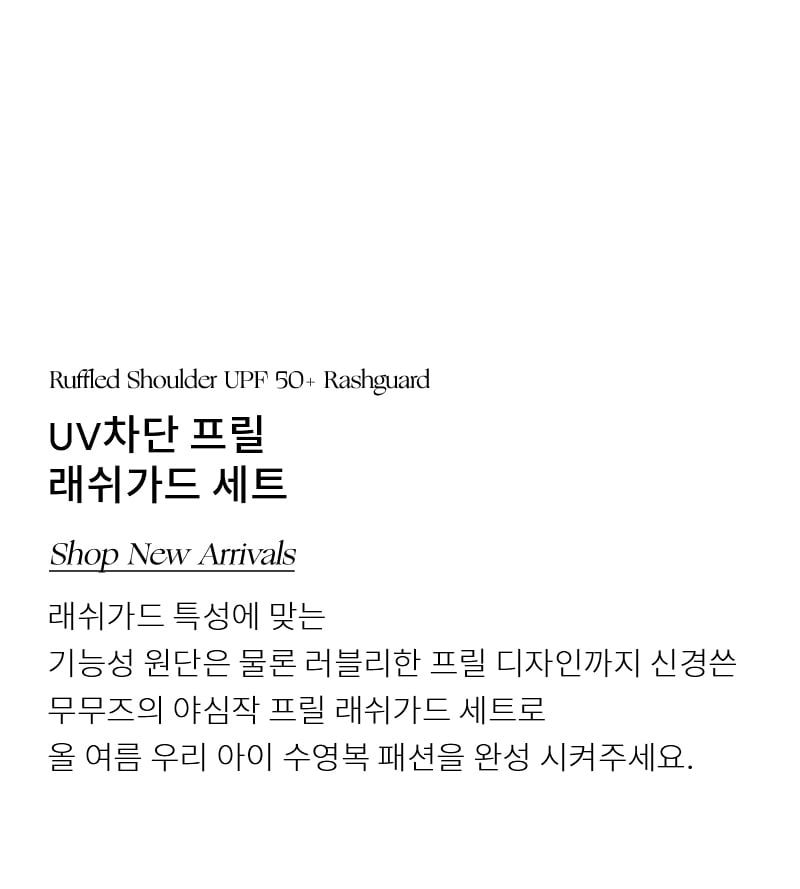 Ruffled Shoulder UPF 50+ Rashguard
UV차단 프릴
래쉬가드 세트
Shop New Arrivals
래쉬가드 특성에 맞는
기능성 원단은 물론 러블리한 프릴 디자인까지 신경쓴
무무즈의 야심작 프릴 래쉬가드 세트로
올 여름 우리 아이 수영복 패션을 완성 시켜주세요.